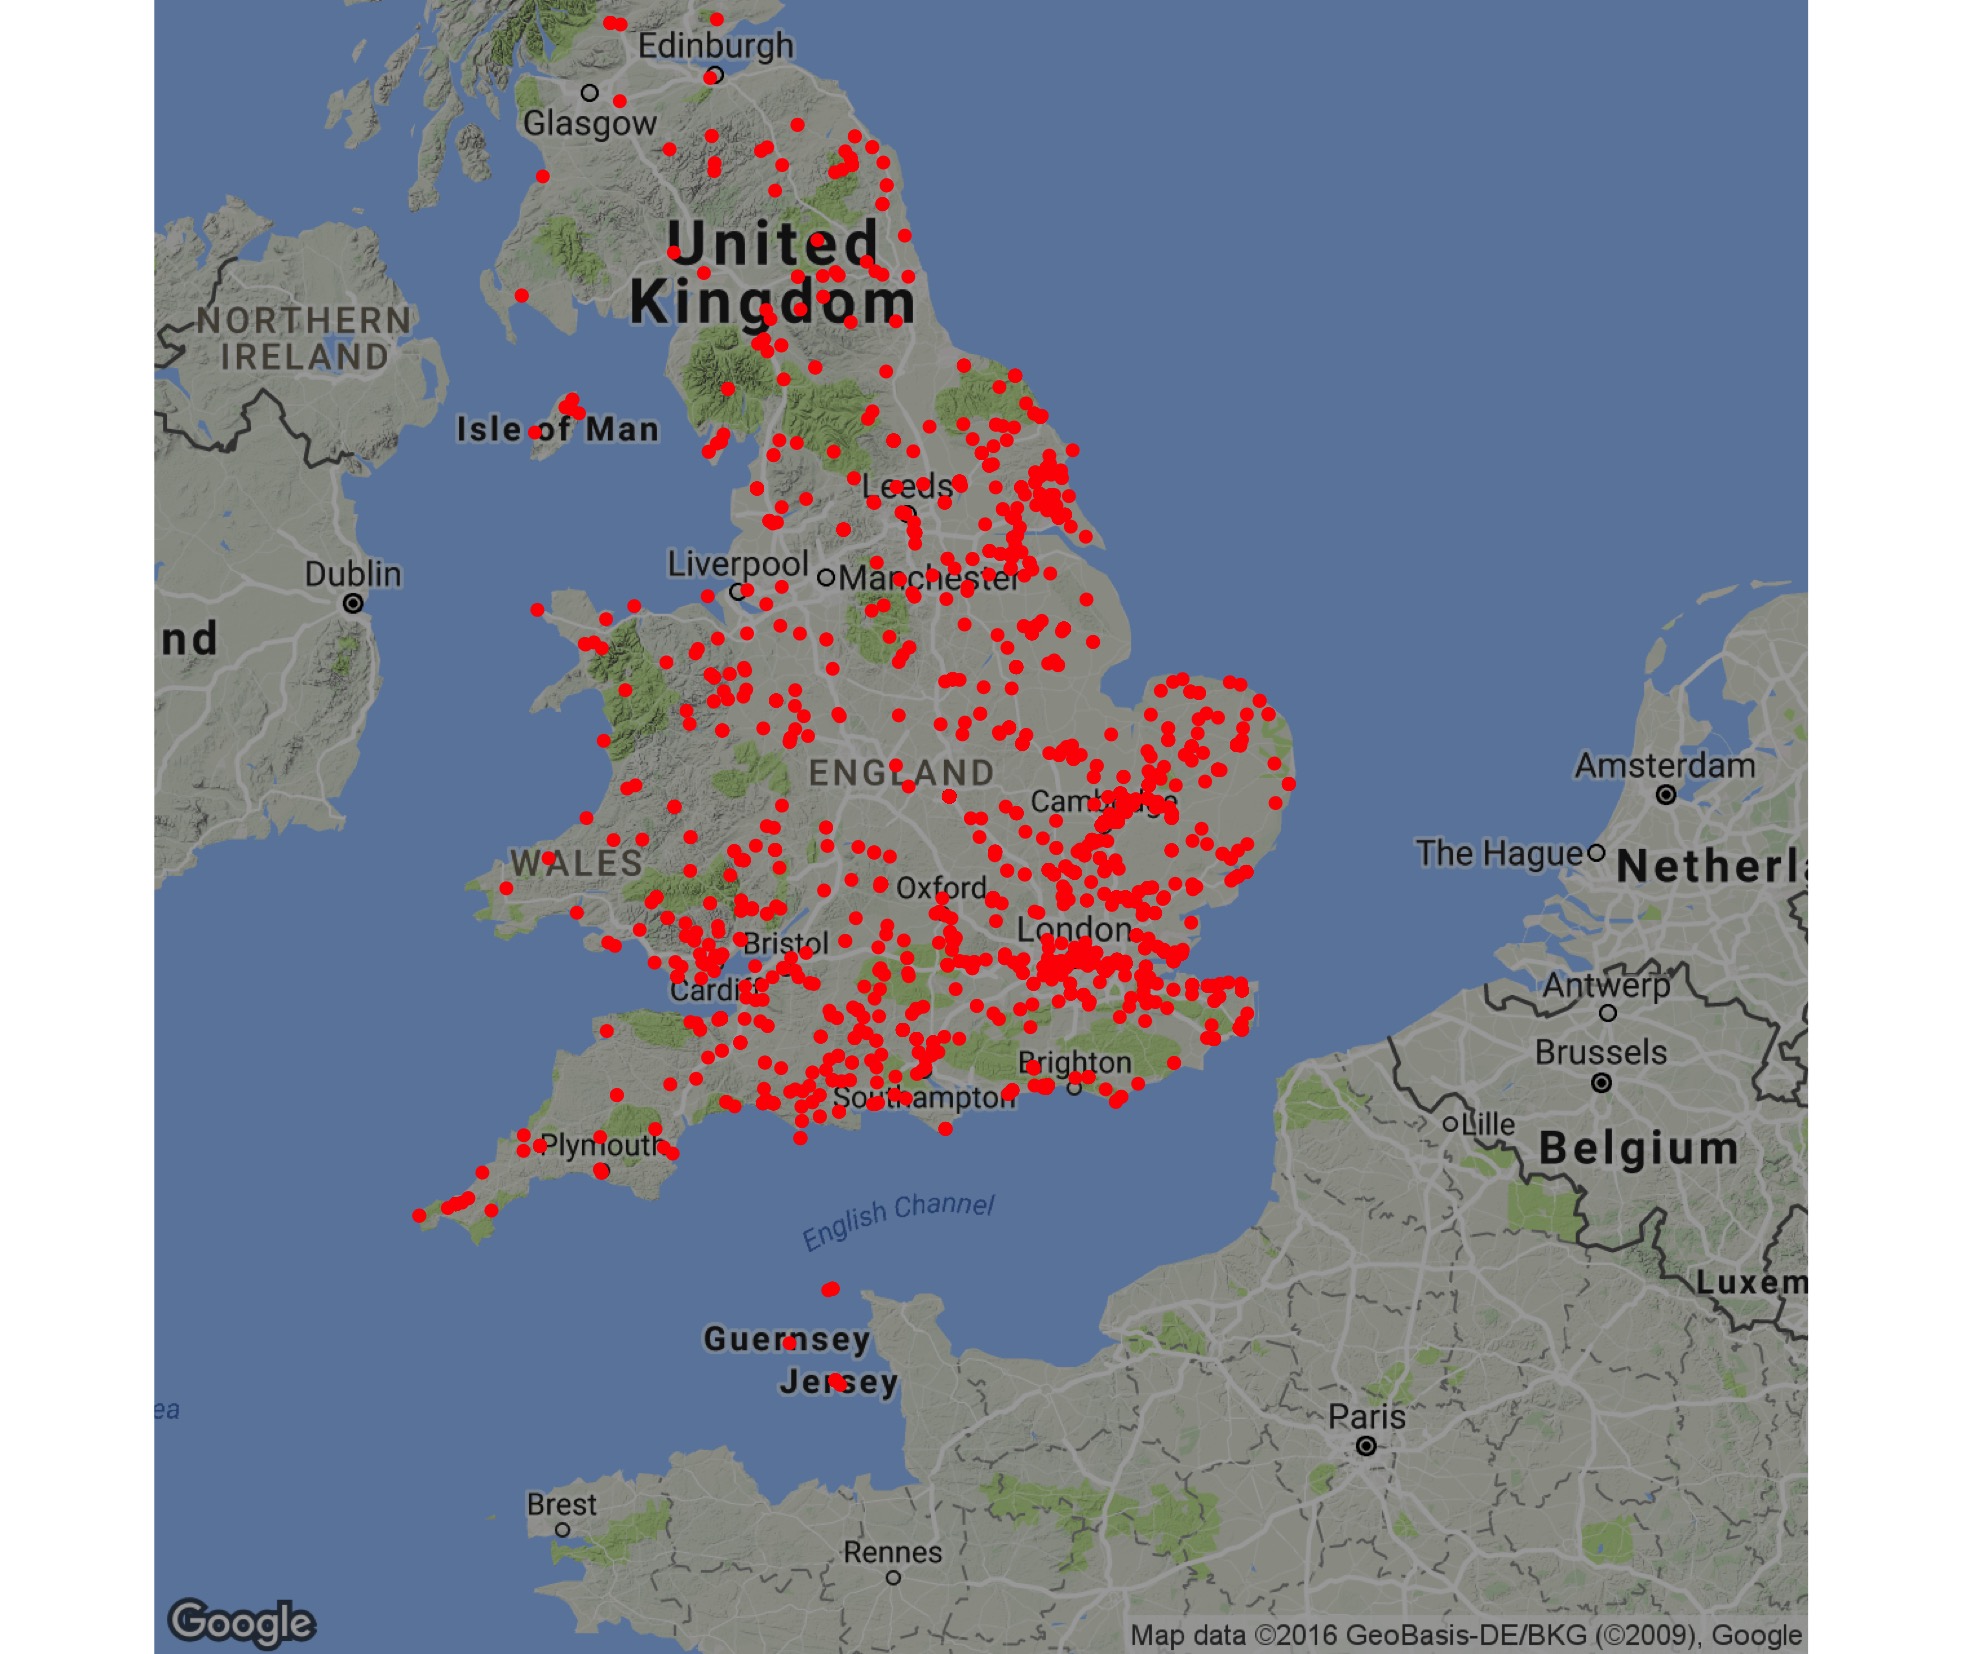 Edinburgh
Glasgow
United
Kingdom
NORTHERN
IRELAND
Isle of Man
Leeds
Liverpool
Manchester
Dublin
nd
ENGLAND
Amsterdam
Cambridge
The Hague
Netherla
WALES
Oxford
London
Bristol
Cardiff
Antwerp
Brussels
Brighton
Southampton
Lille
Belgium
Plymouth
English Channel
Luxem
Guernsey
Jersey
ea
Paris
Brest
Rennes
Google
Map data ©2016 GeoBasis-DE/BKG (©2009), Google